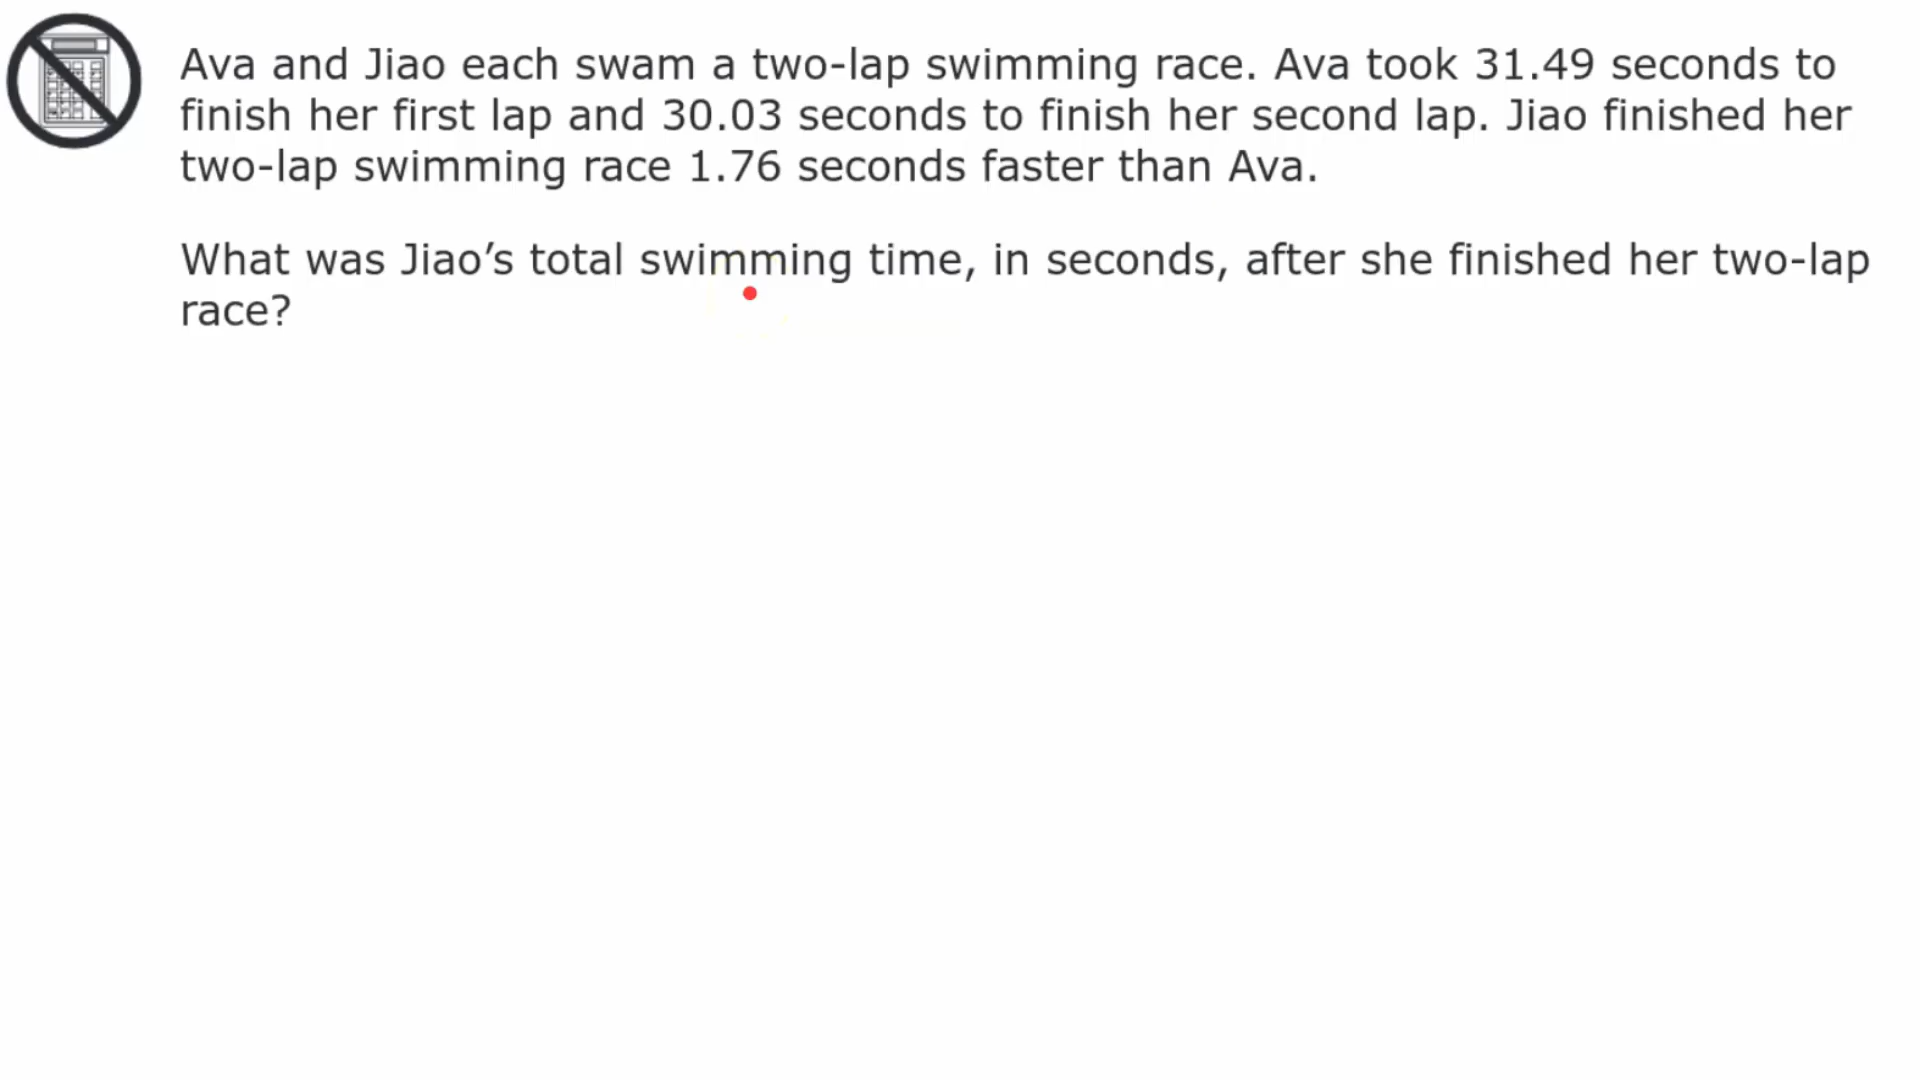 Ava and Jiao each swam a two-lap swimming race. Ava took 31.49 seconds to
finish her first lap and 30.03 seconds to finish her second lap. Jiao finished her
two-lap swimming race 1.76 seconds faster than Ava.
What was Jiao’s total swimming time, in seconds, after she finished her two-lap
race?